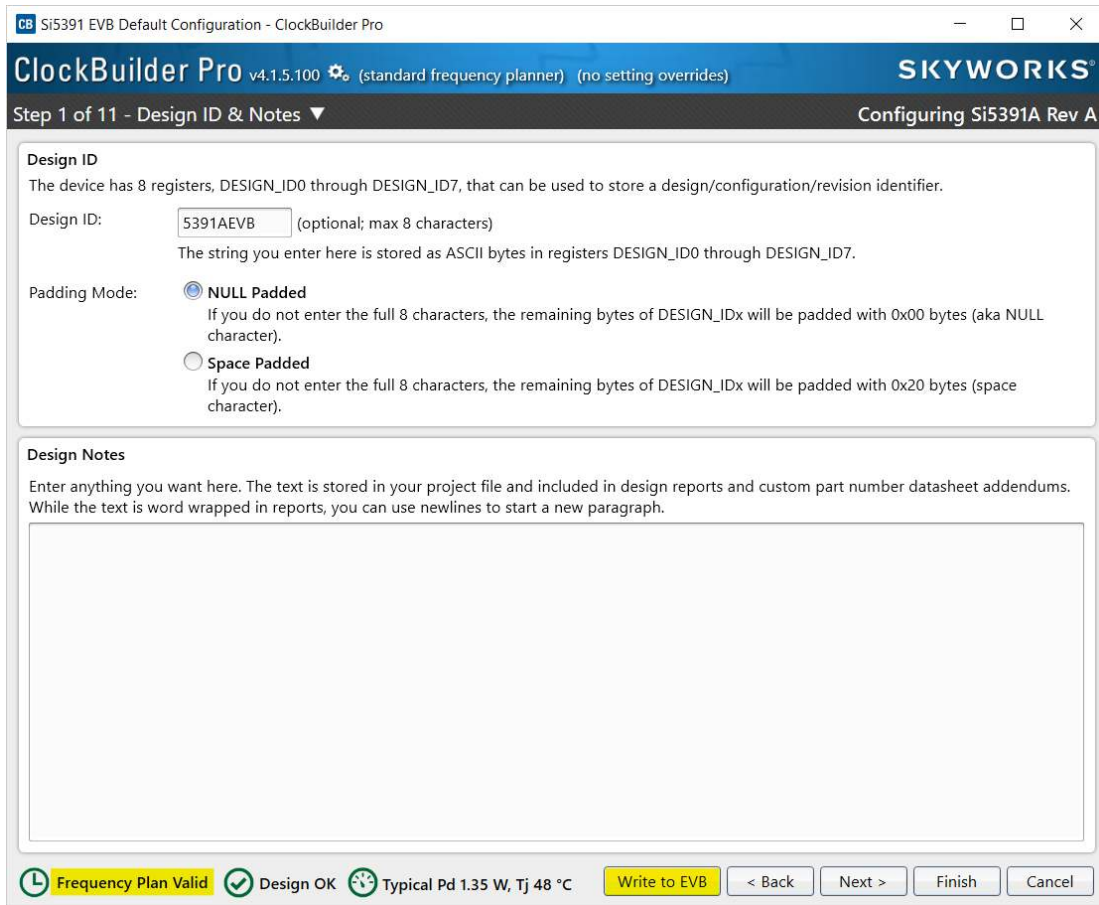 CB Si5391 EVB Default Configuration - ClockBuilder Pro
ClockBuilder Pro v4.1.5.100 (standard frequency planner) (no setting overrides) SKYWORKS®
Step 1 of 11 - Design ID & Notes ▼ Configuring Si5391A Rev A
Design ID
The device has 8 registers, DESIGN_ID0 through DESIGN_ID7, that can be used to store a design/configuration/revision identifier.
Design ID: 5391AEVB (optional; max 8 characters)
The string you enter here is stored as ASCII bytes in registers DESIGN_ID0 through DESIGN_ID7.
Padding Mode: NULL Padded
If you do not enter the full 8 characters, the remaining bytes of DESIGN_IDx will be padded with 0x00 bytes (aka NULL
character).
Space Padded
If you do not enter the full 8 characters, the remaining bytes of DESIGN_IDx will be padded with 0x20 bytes (space
character).
Design Notes
Enter anything you want here. The text is stored in your project file and included in design reports and custom part number datasheet addendums.
While the text is word wrapped in reports, you can use newlines to start a new paragraph.
Frequency Plan Valid Design OK Typical Pd 1.35 W, Tj 48 °C Write to EVB < Back Next > Finish Cancel